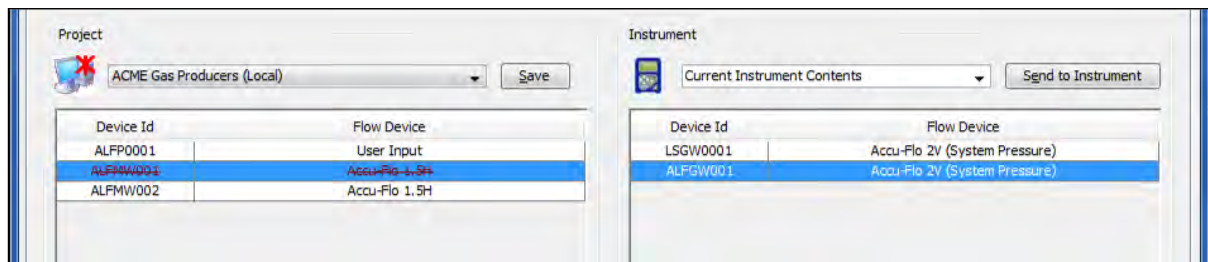 Project
ACME Gas Producers (Local)
Save
Device Id Flow Device
ALFP0001 User Input
ALFMW001 Accu-Flo 1.5H
ALFMW002 Accu-Flo 1.5H
Instrument
Current Instrument Contents
Send to Instrument
Device Id Flow Device
LSGW0001 Accu-Flo 2V (System Pressure)
ALFGW001 Accu-Flo 2V (System Pressure)